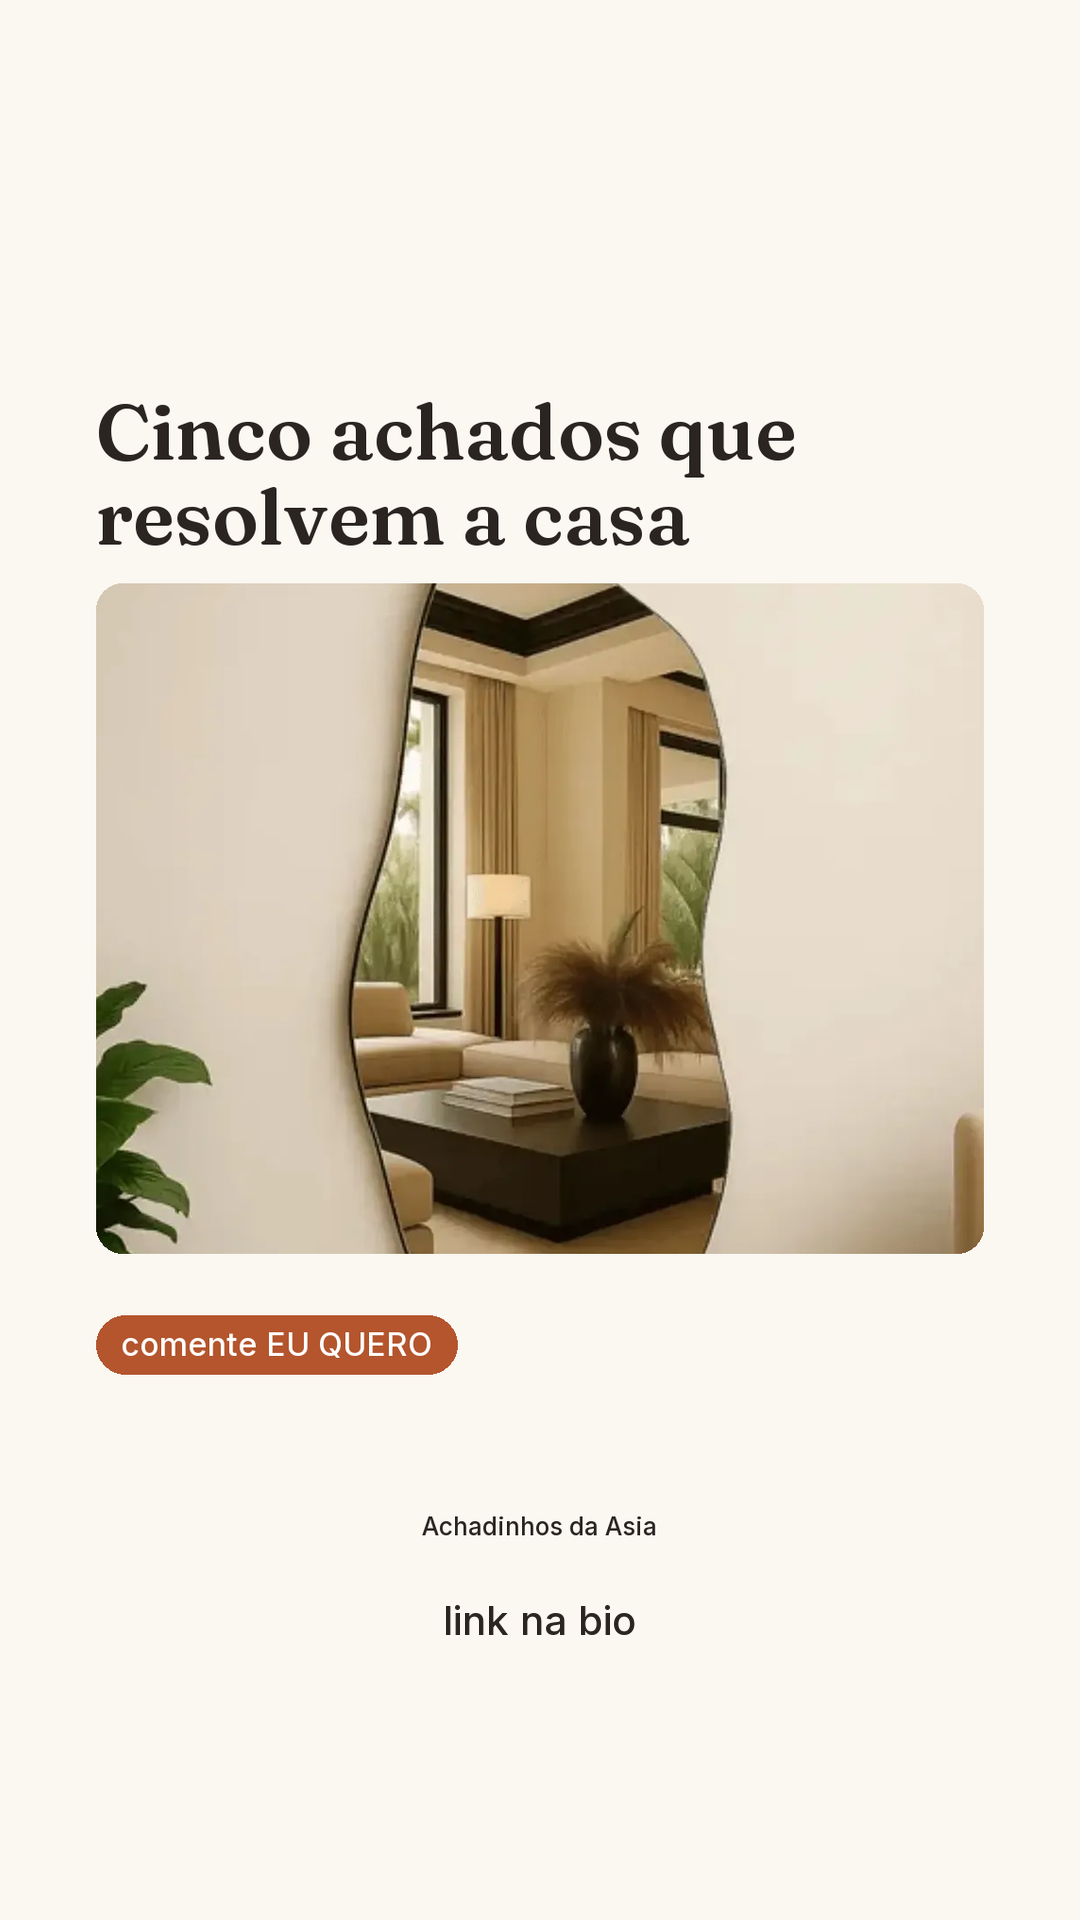 Cinco achados que
resolvem a casa
comente EU QUERO
Achadinhos da Asia
link na bio